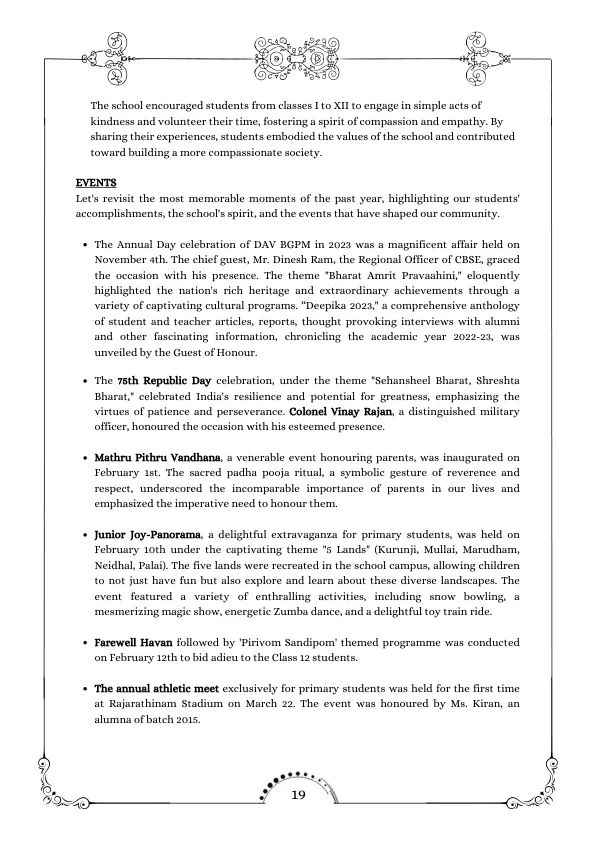 The school encouraged students from classes I to XII to engage in simple acts of
kindness and volunteer their time, fostering a spirit of compassion and empathy. By
sharing their experiences, students embodied the values of the school and contributed
toward building a more compassionate society.
EVENTS
Let's revisit the most memorable moments of the past year, highlighting our students'
accomplishments, the school's spirit, and the events that have shaped our community.
• The Annual Day celebration of DAV BGPM in 2023 was a magnificent affair held on
November 4th. The chief guest, Mr. Dinesh Ram, the Regional Officer of CBSE, graced
the occasion with his presence. The theme "Bharat Amrit Pravaahini," eloquently
highlighted the nation's rich heritage and extraordinary achievements through a
variety of captivating cultural programs. “Deepika 2023," a comprehensive anthology
of student and teacher articles, reports, thought provoking interviews with alumni
and other fascinating information, chronicling the academic year 2022-23, was
unveiled by the Guest of Honour.
• The 75th Republic Day celebration, under the theme "Sehansheel Bharat, Shreshta
Bharat," celebrated India's resilience and potential for greatness, emphasizing the
virtues of patience and perseverance. Colonel Vinay Rajan, a distinguished military
officer, honoured the occasion with his esteemed presence.
• Mathru Pithru Vandhana, a venerable event honouring parents, was inaugurated on
February 1st. The sacred padha pooja ritual, a symbolic gesture of reverence and
respect, underscored the incomparable importance of parents in our lives and
emphasized the imperative need to honour them.
• Junior Joy-Panorama, a delightful extravaganza for primary students, was held on
February 10th under the captivating theme "5 Lands" (Kurunji, Mullai, Marudham,
Neidhal, Palai). The five lands were recreated in the school campus, allowing children
to not just have fun but also explore and learn about these diverse landscapes. The
event featured a variety of enthralling activities, including snow bowling, a
mesmerizing magic show, energetic Zumba dance, and a delightful toy train ride.
• Farewell Havan followed by 'Pirivom Sandipom' themed programme was conducted
on February 12th to bid adieu to the Class 12 students.
• The annual athletic meet exclusively for primary students was held for the first time
at Rajarathinam Stadium on March 22. The event was honoured by Ms. Kiran, an
alumna of batch 2015.
19